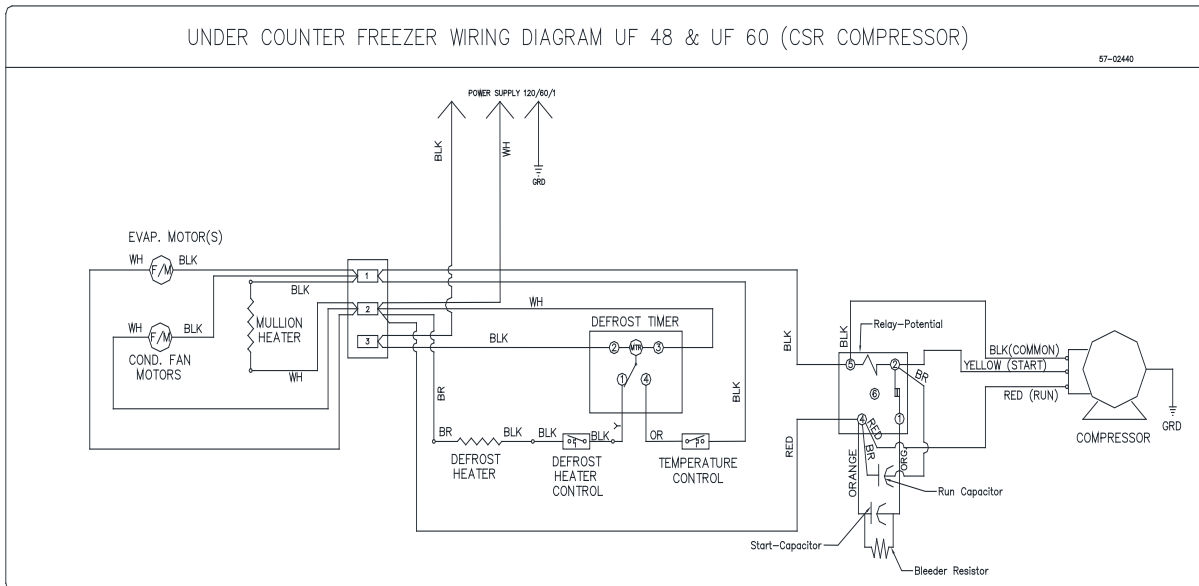 UNDER COUNTER FREEZER WIRING DIAGRAM UF 48 & UF 60 (CSR COMPRESSOR)
57-02440
POWER SUPPLY 120/60/1
BLK
WH
GRD
EVAP. MOTOR(S)
WH
F/M
BLK
1
BLK
2
WH
3
MULLION
HEATER
WH
F/M
BLK
COND. FAN
MOTORS
WH
BLK
DEFROST TIMER
2
MTR
3
1
4
BR
Y
BLK
BR
BLK
BLK
BLK
OR
DEFROST
HEATER
DEFROST
HEATER
CONTROL
TEMPERATURE
CONTROL
BLK
RED
BLK
Relay-Potential
5
2
BR
6
4
RED
1
BLK(COMMON)
YELLOW (START)
RED (RUN)
COMPRESSOR
GRD
ORANGE
BR
ORG.
Run Capacitor
Start-Capacitor
Bleeder Resistor